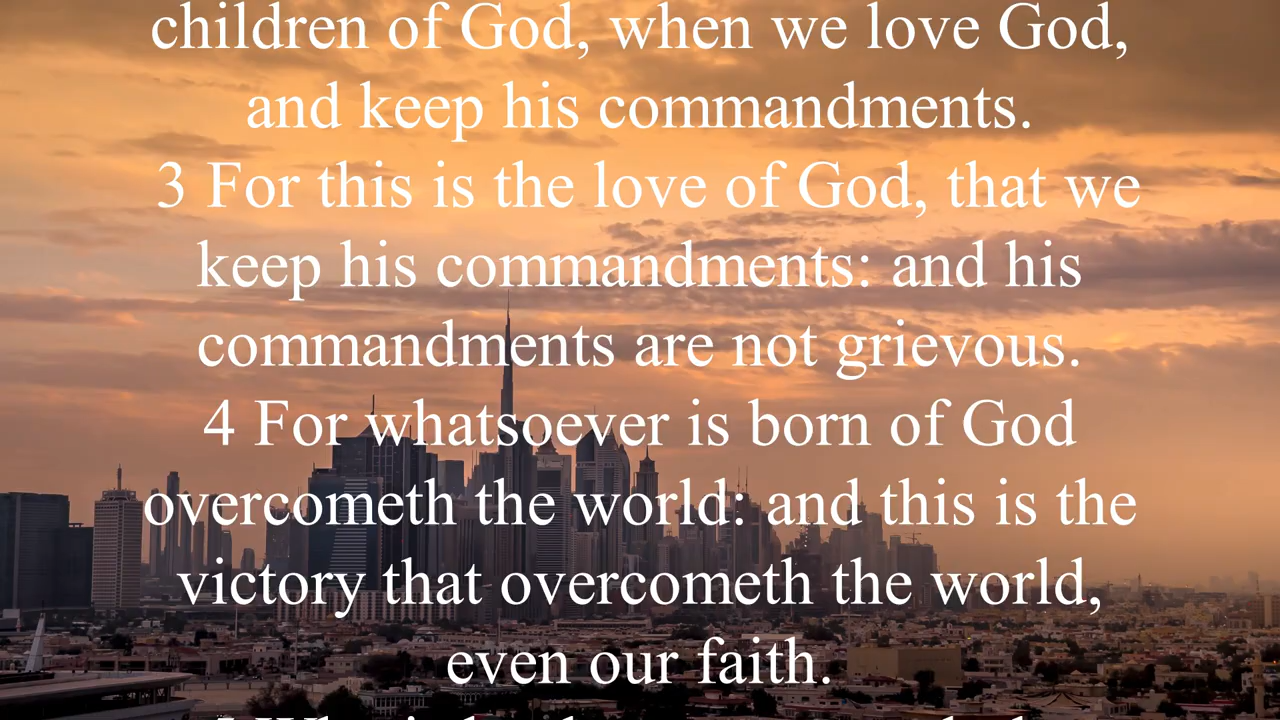 children of God, when we love God,
and keep his commandments.
3 For this is the love of God, that we
keep his commandments: and his
commandments are not grievous.
4 For whatsoever is born of God
overcometh the world: and this is the
victory that overcometh the world,
even our faith.